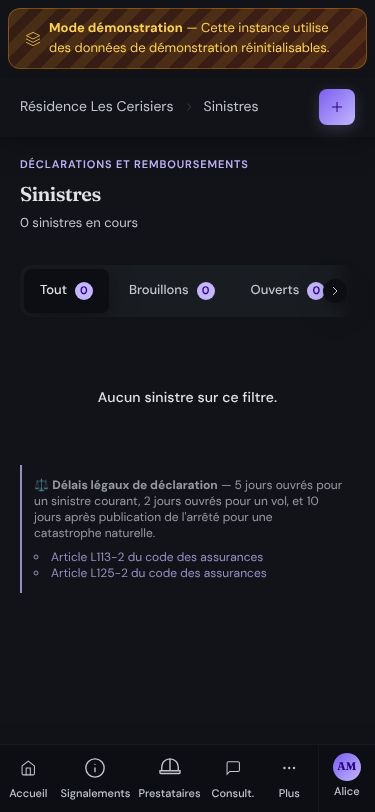 Mode démonstration — Cette instance utilise
des données de démonstration réinitialisables.
Résidence Les Cerisiers > Sinistres +
DÉCLARATIONS ET REMBOURSEMENTS
Sinistres
0 sinistres en cours
Tout 0 Brouillons 0 Ouverts 0
Aucun sinistre sur ce filtre.
⚖️ Délais légaux de déclaration — 5 jours ouvrés pour
un sinistre courant, 2 jours ouvrés pour un vol, et 10
jours après publication de l'arrêté pour une
catastrophe naturelle.
Article L113-2 du code des assurances
Article L125-2 du code des assurances
AM
Accueil Signalements Prestataires Consult. Plus Alice